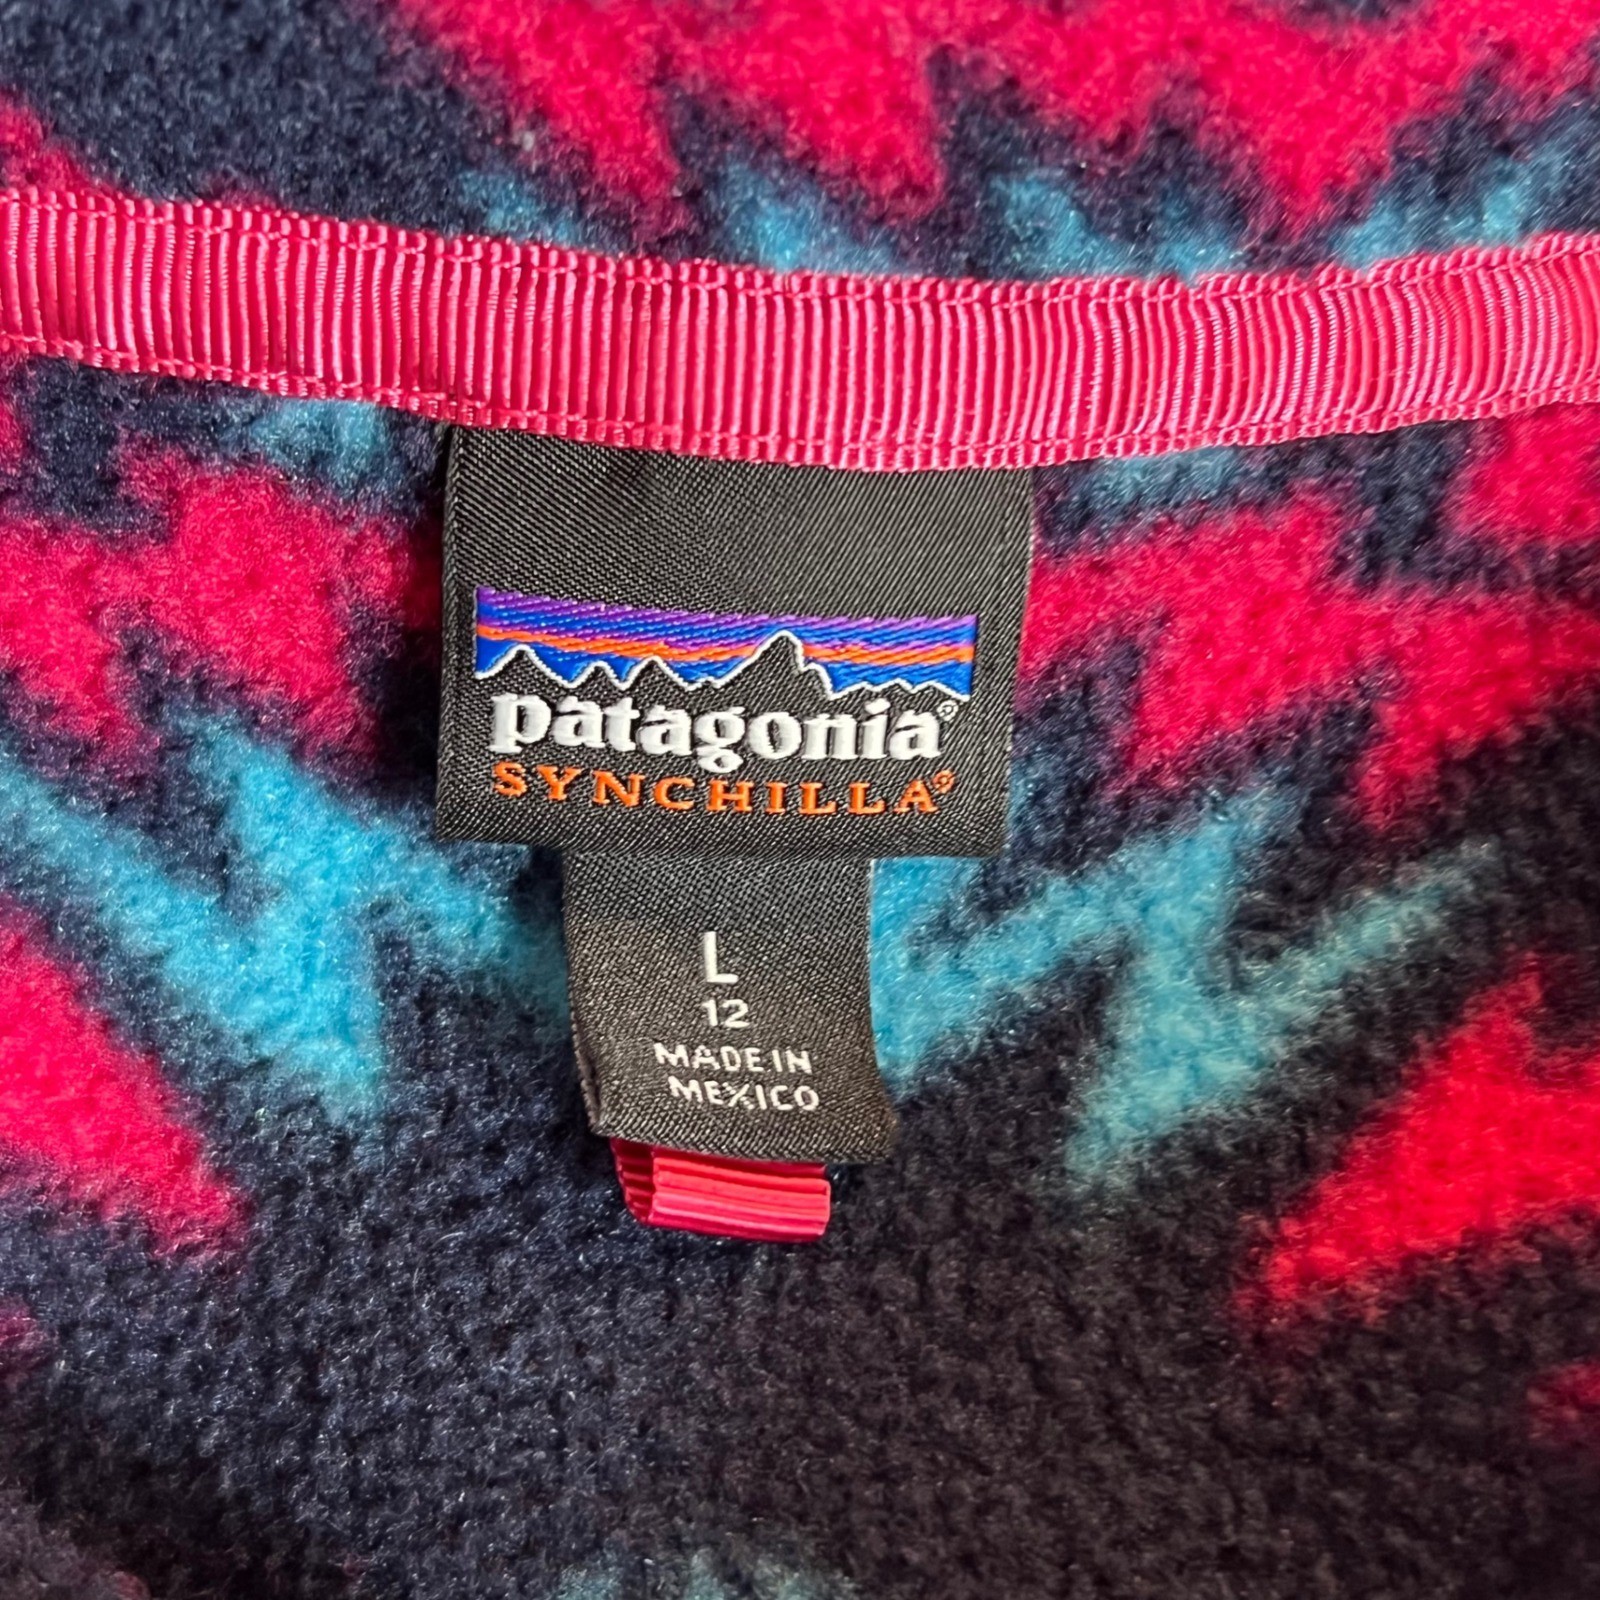 patagonia®
SYNCHILLA®
L
12
MADE IN
MEXICO